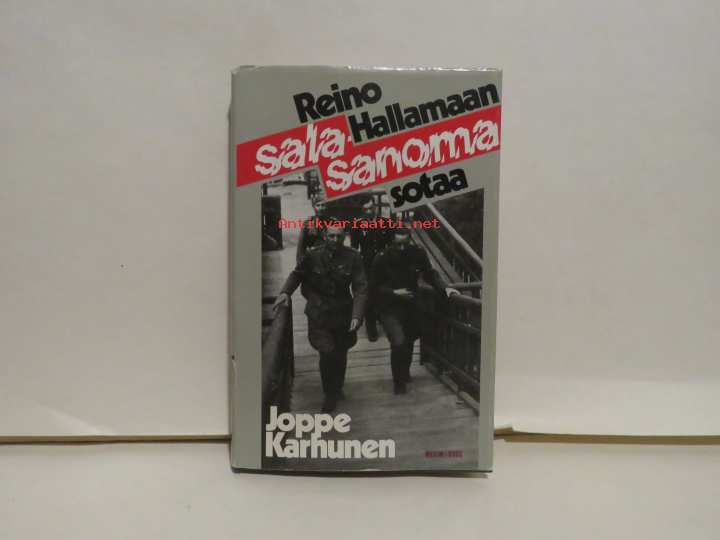 Reino
Hallamaan
sala
sanoma
sotaa
Antikvariaatti.net
Joppe
Karhunen